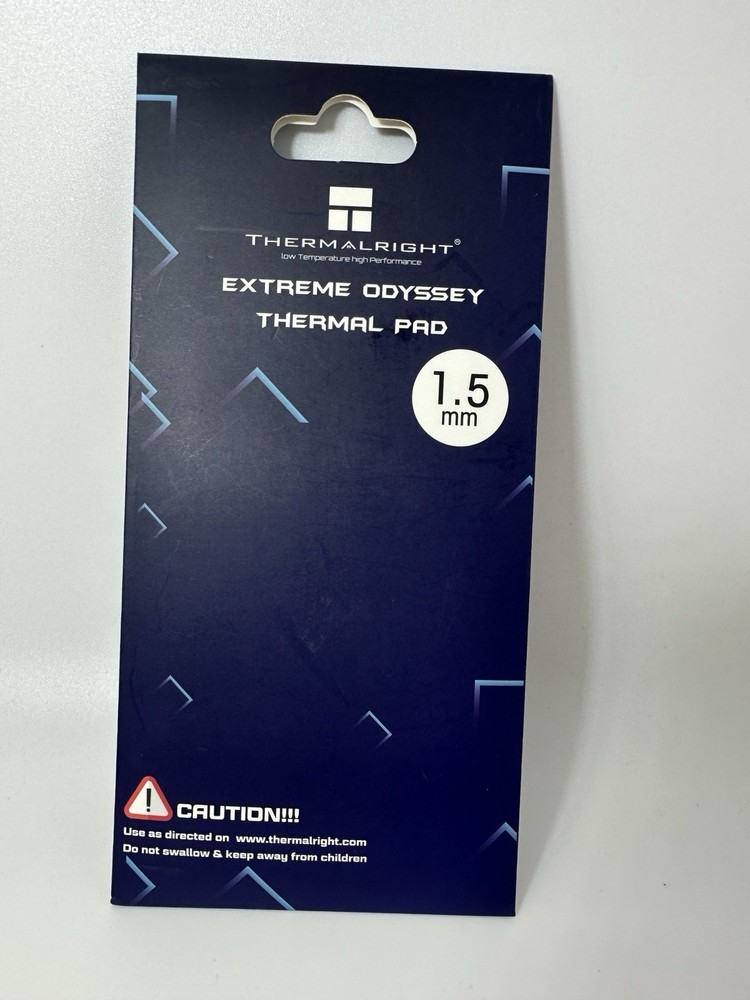 THERMALRIGHT®
low Temperature high Performance
EXTREME ODYSSEY
THERMAL PAD
1.5
mm
! CAUTION!!!
Use as directed on www.thermalright.com
Do not swallow & keep away from children